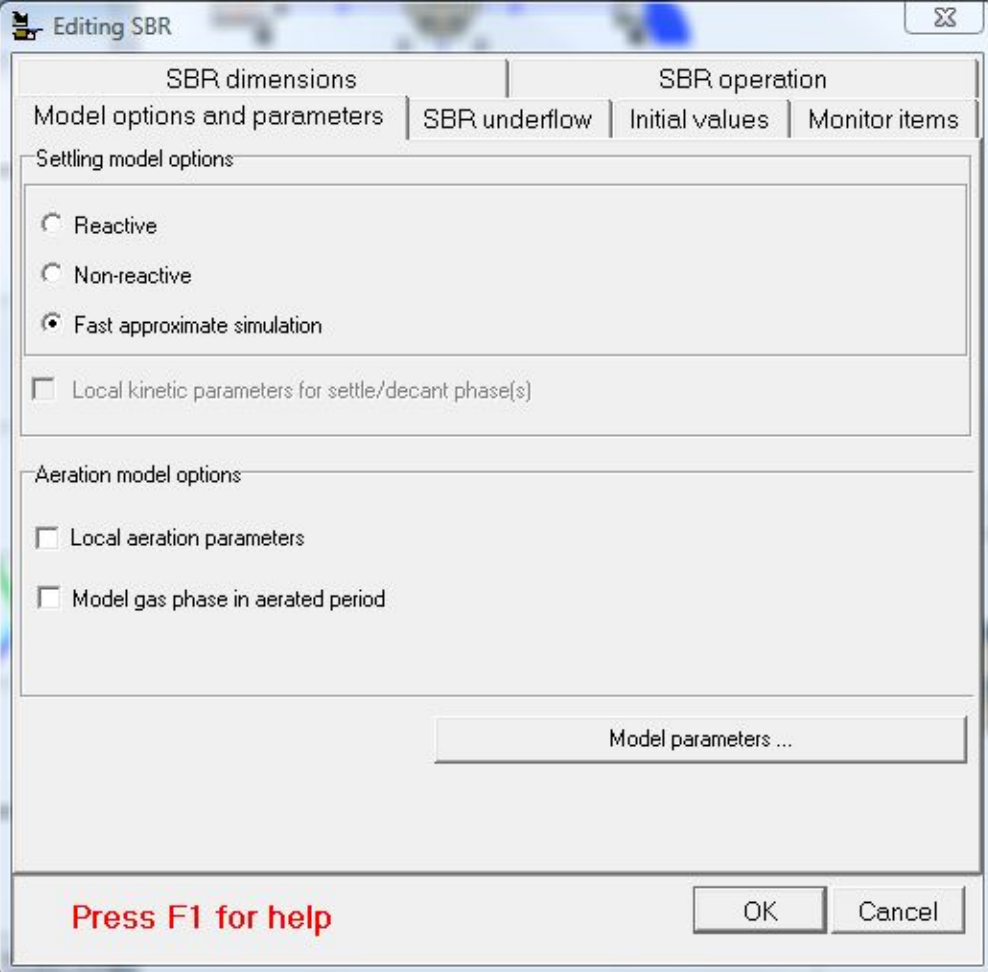 Editing SBR
SBR dimensions
SBR operation
Model options and parameters
SBR underflow
Initial values
Monitor items
Settling model options
Reactive
Non-reactive
Fast approximate simulation
Local kinetic parameters for settle/decant phase(s)
Aeration model options
Local aeration parameters
Model gas phase in aerated period
Model parameters ...
Press F1 for help
OK
Cancel